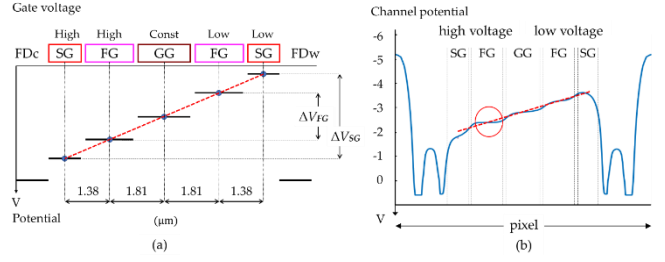 Gate voltage
High High Const Low Low
FDc SG FG GG FG SG FDw
ΔV_FG
ΔV_SG
1.38 1.81 1.81 1.38
V
Potential (μm)
(a)
Channel potential
-6
-5
-4
-3
-2
-1
0
V
high voltage low voltage
SG FG GG FG SG
pixel
(b)